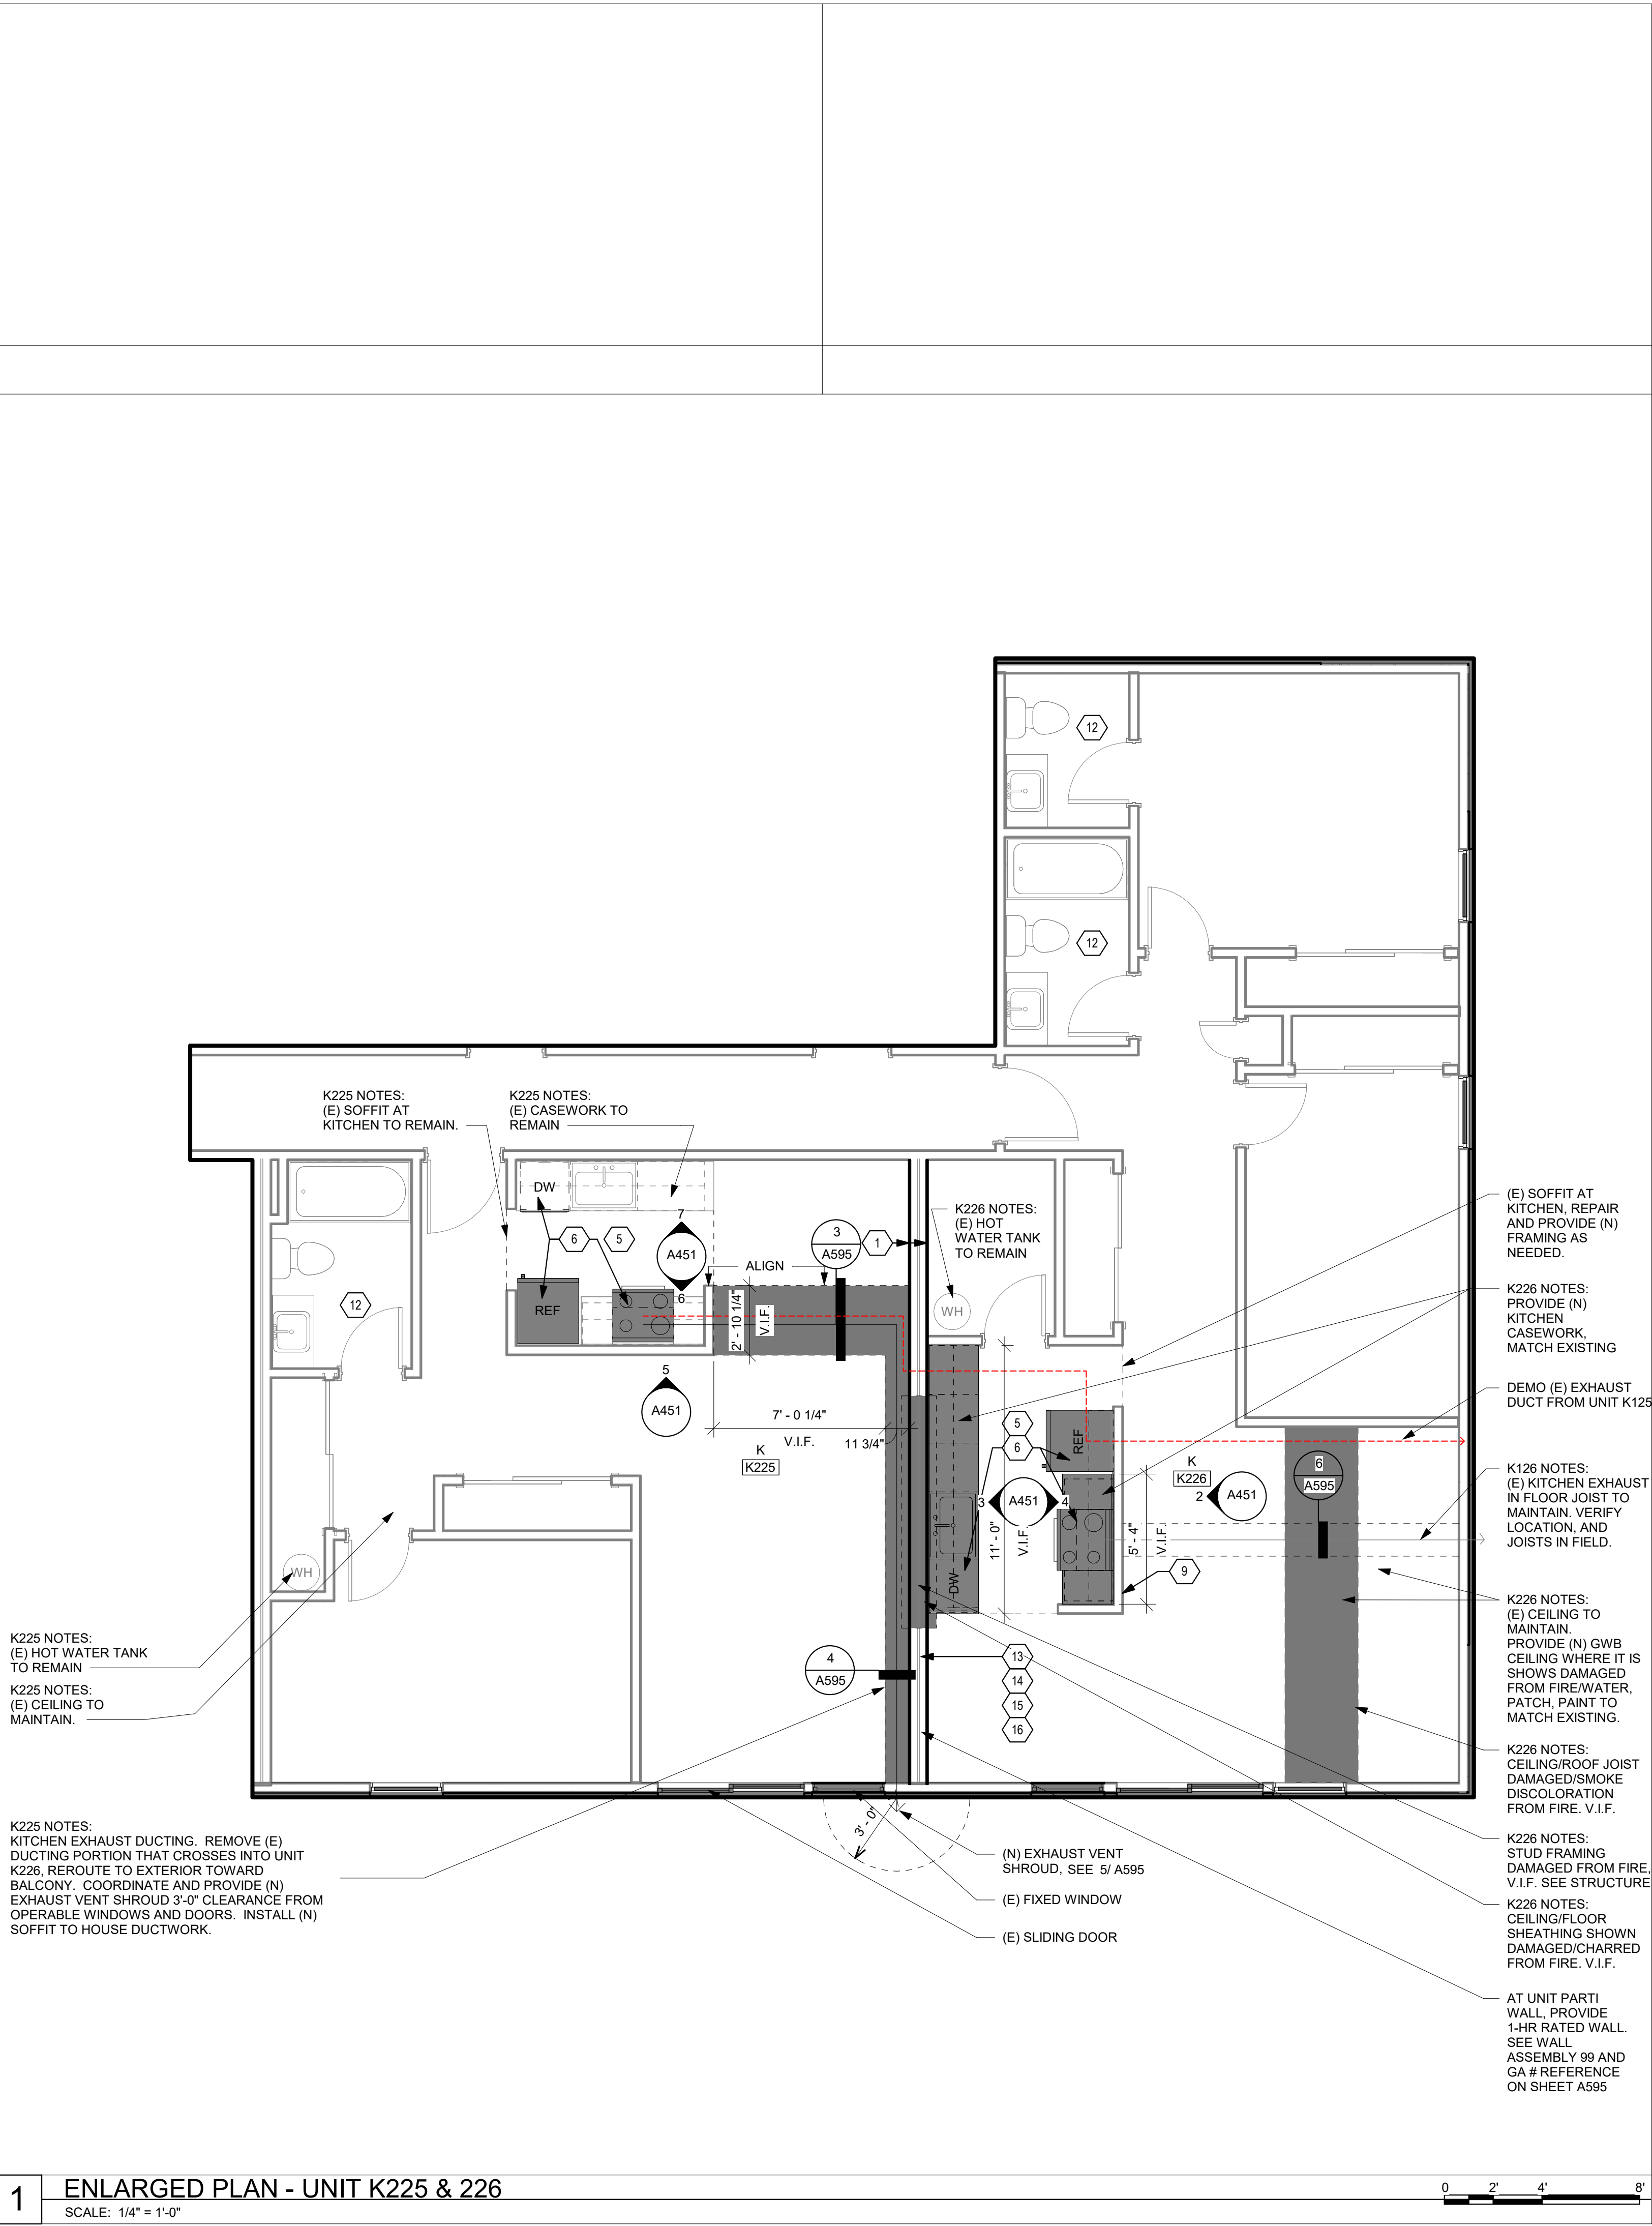 12
12
K225 NOTES:
(E) SOFFIT AT
KITCHEN TO REMAIN.
K225 NOTES:
(E) CASEWORK TO
REMAIN
DW
6
5
7
A451
6
3
A595
1
ALIGN
REF
2' - 10 1/4"
V.I.F.
12
K226 NOTES:
(E) HOT
WATER TANK
TO REMAIN
WH
5
A451
7' - 0 1/4"
V.I.F.
11 3/4"
K
K225
5
6
REF
3
A451
4
11' - 0"
V.I.F.
DW
5' - 4"
V.I.F.
K
K226
2
A451
6
A595
9
WH
4
A595
13
14
15
16
(E) SOFFIT AT
KITCHEN, REPAIR
AND PROVIDE (N)
FRAMING AS
NEEDED.
K226 NOTES:
PROVIDE (N)
KITCHEN
CASEWORK,
MATCH EXISTING
DEMO (E) EXHAUST
DUCT FROM UNIT K125
K126 NOTES:
(E) KITCHEN EXHAUST
IN FLOOR JOIST TO
MAINTAIN. VERIFY
LOCATION, AND
JOISTS IN FIELD.
K226 NOTES:
(E) CEILING TO
MAINTAIN.
PROVIDE (N) GWB
CEILING WHERE IT IS
SHOWS DAMAGED
FROM FIRE/WATER,
PATCH, PAINT TO
MATCH EXISTING.
K226 NOTES:
CEILING/ROOF JOIST
DAMAGED/SMOKE
DISCOLORATION
FROM FIRE. V.I.F.
K226 NOTES:
STUD FRAMING
DAMAGED FROM FIRE,
V.I.F. SEE STRUCTURE
K226 NOTES:
CEILING/FLOOR
SHEATHING SHOWN
DAMAGED/CHARRED
FROM FIRE. V.I.F.
AT UNIT PARTI
WALL, PROVIDE
1-HR RATED WALL.
SEE WALL
ASSEMBLY 99 AND
GA # REFERENCE
ON SHEET A595
K225 NOTES:
(E) HOT WATER TANK
TO REMAIN
K225 NOTES:
(E) CEILING TO
MAINTAIN.
K225 NOTES:
KITCHEN EXHAUST DUCTING. REMOVE (E)
DUCTING PORTION THAT CROSSES INTO UNIT
K226, REROUTE TO EXTERIOR TOWARD
BALCONY. COORDINATE AND PROVIDE (N)
EXHAUST VENT SHROUD 3'-0" CLEARANCE FROM
OPERABLE WINDOWS AND DOORS. INSTALL (N)
SOFFIT TO HOUSE DUCTWORK.
3' - 0"
(N) EXHAUST VENT
SHROUD, SEE 5/ A595
(E) FIXED WINDOW
(E) SLIDING DOOR
1
ENLARGED PLAN - UNIT K225 & 226
SCALE: 1/4" = 1'-0"
0 2' 4' 8'